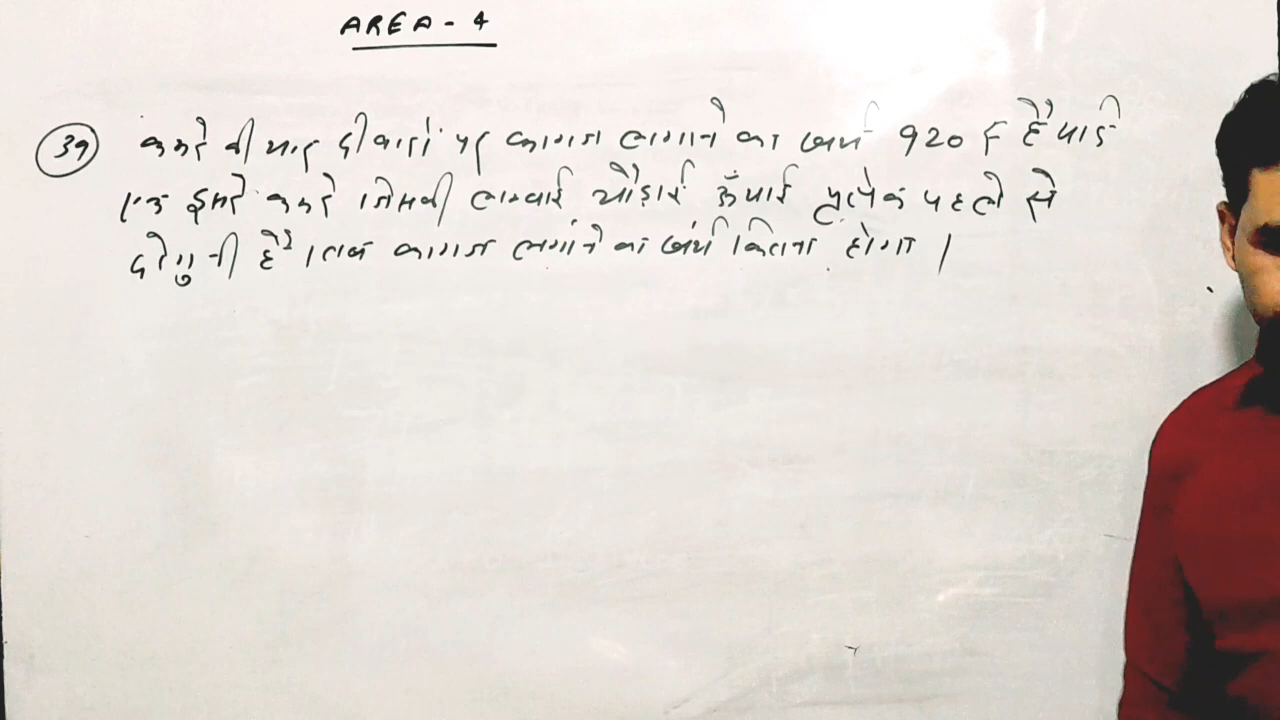 AREA - 4
39 कमरे की चार दीवारों पर कागज लगाने का खर्च 920 रु है यदि
एक दूसरे कमरे जिसकी लम्बाई चौड़ाई ऊँचाई प्रत्येक पहले से
दोगुनी है। तब कागज लगाने का खर्च कितना होगा।